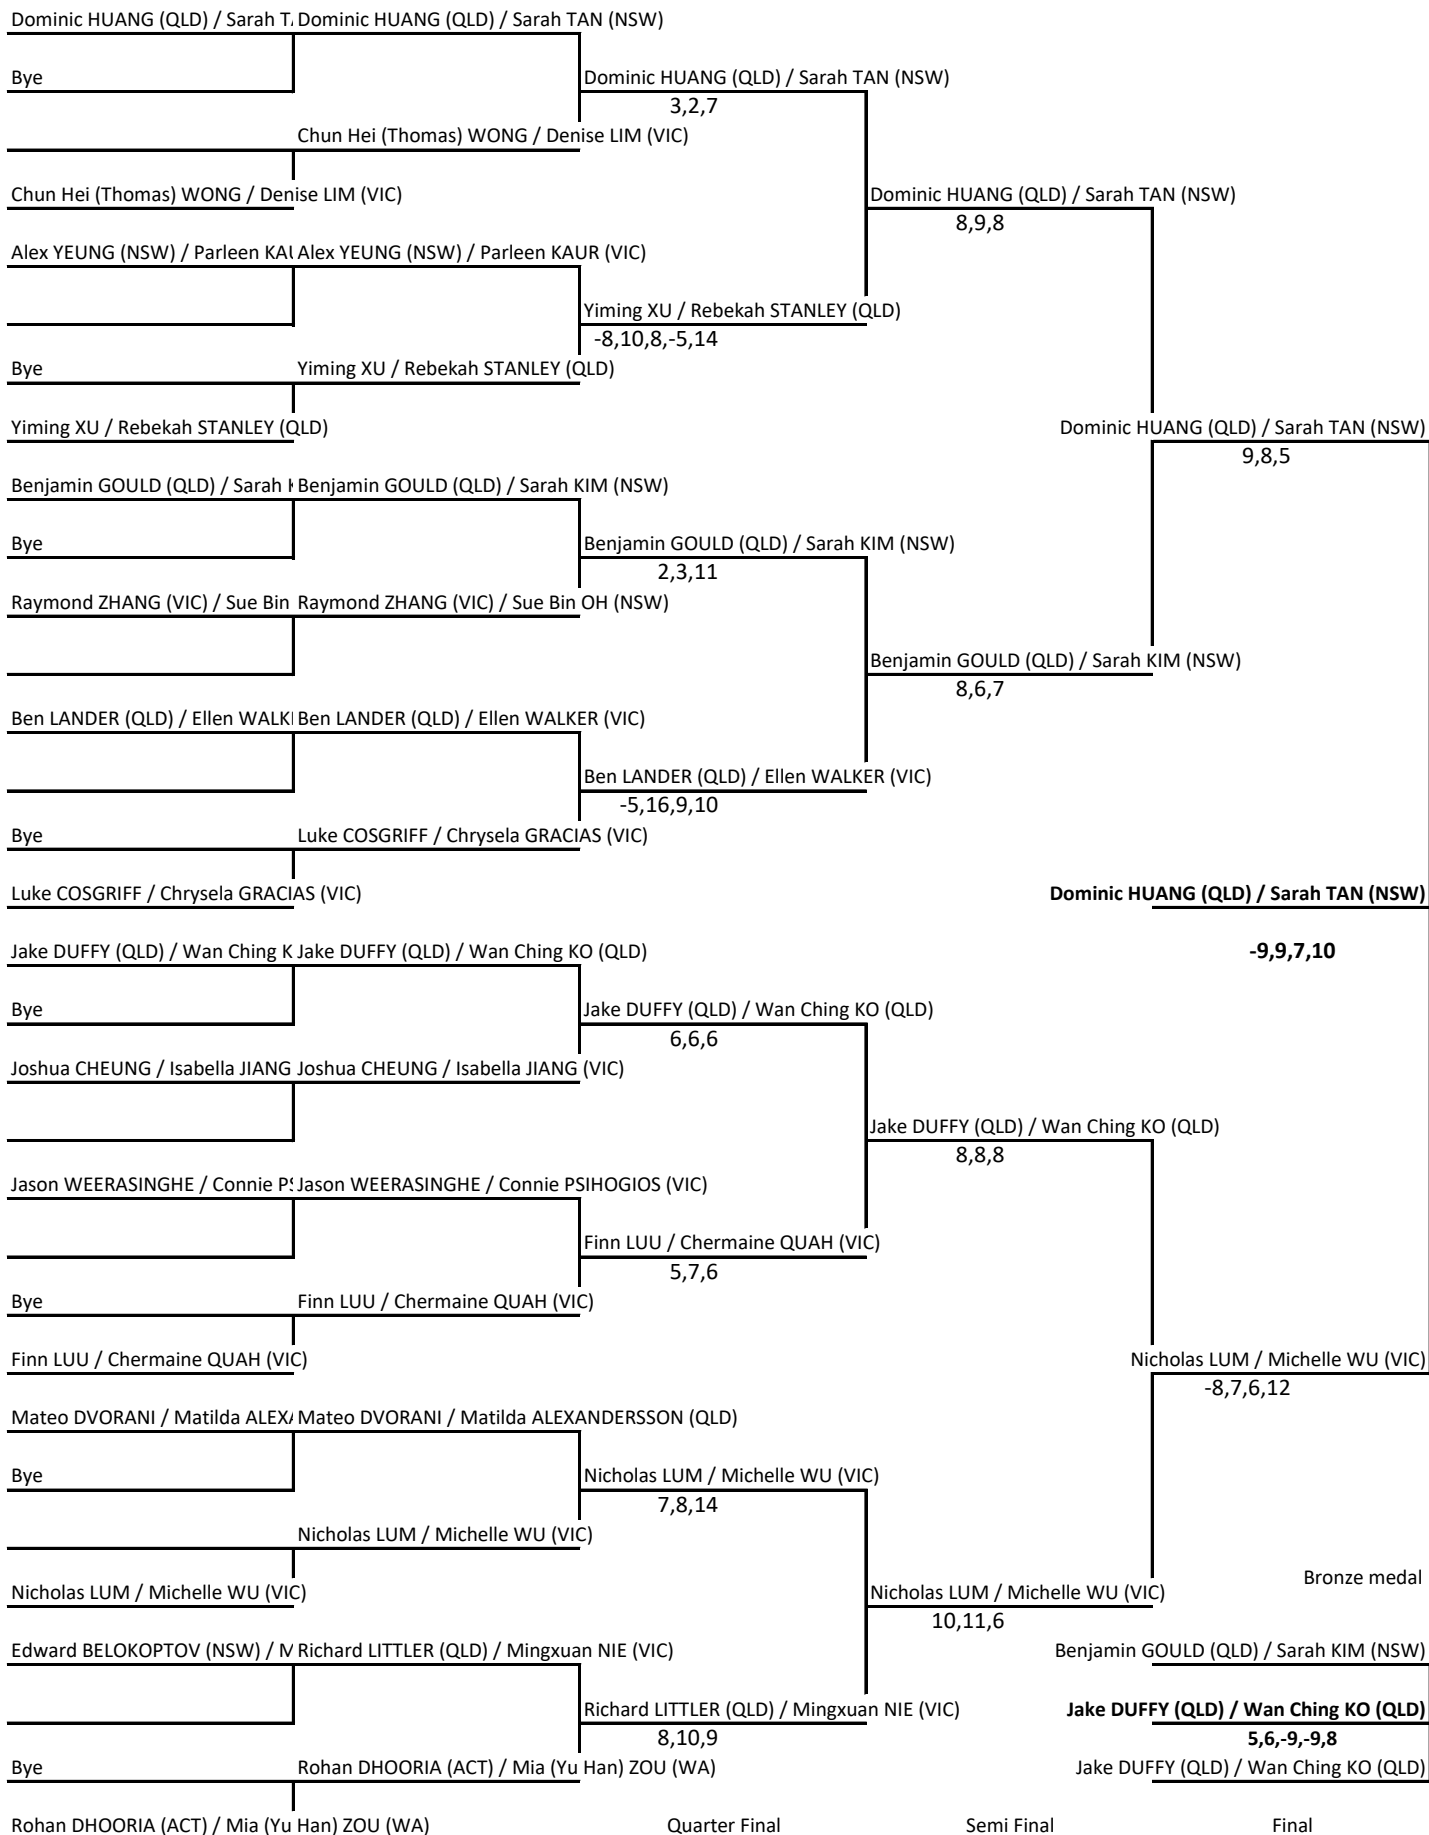 Dominic HUANG (QLD) / Sarah T Dominic HUANG (QLD) / Sarah TAN (NSW)
Bye Dominic HUANG (QLD) / Sarah TAN (NSW)
3,2,7
Chun Hei (Thomas) WONG / Denise LIM (VIC)
Chun Hei (Thomas) WONG / Denise LIM (VIC) Dominic HUANG (QLD) / Sarah TAN (NSW)
8,9,8
Alex YEUNG (NSW) / Parleen KAU Alex YEUNG (NSW) / Parleen KAUR (VIC)
Yiming XU / Rebekah STANLEY (QLD)
-8,10,8,-5,14
Bye Yiming XU / Rebekah STANLEY (QLD)
Yiming XU / Rebekah STANLEY (QLD) Dominic HUANG (QLD) / Sarah TAN (NSW)
9,8,5
Benjamin GOULD (QLD) / Sarah K Benjamin GOULD (QLD) / Sarah KIM (NSW)
Bye Benjamin GOULD (QLD) / Sarah KIM (NSW)
2,3,11
Raymond ZHANG (VIC) / Sue Bin Raymond ZHANG (VIC) / Sue Bin OH (NSW)
Benjamin GOULD (QLD) / Sarah KIM (NSW)
8,6,7
Ben LANDER (QLD) / Ellen WALK Ben LANDER (QLD) / Ellen WALKER (VIC)
Ben LANDER (QLD) / Ellen WALKER (VIC)
-5,16,9,10
Bye Luke COSGRIFF / Chrysela GRACIAS (VIC)
Luke COSGRIFF / Chrysela GRACIAS (VIC) Dominic HUANG (QLD) / Sarah TAN (NSW)
Jake DUFFY (QLD) / Wan Ching K Jake DUFFY (QLD) / Wan Ching KO (QLD) -9,9,7,10
Bye Jake DUFFY (QLD) / Wan Ching KO (QLD)
6,6,6
Joshua CHEUNG / Isabella JIANG Joshua CHEUNG / Isabella JIANG (VIC)
Jake DUFFY (QLD) / Wan Ching KO (QLD)
8,8,8
Jason WEERASINGHE / Connie PS Jason WEERASINGHE / Connie PSIHOGIOS (VIC)
Finn LUU / Chermaine QUAH (VIC)
5,7,6
Bye Finn LUU / Chermaine QUAH (VIC)
Finn LUU / Chermaine QUAH (VIC) Nicholas LUM / Michelle WU (VIC)
-8,7,6,12
Mateo DVORANI / Matilda ALEXA Mateo DVORANI / Matilda ALEXANDERSSON (QLD)
Bye Nicholas LUM / Michelle WU (VIC)
7,8,14
Nicholas LUM / Michelle WU (VIC)
Bronze medal
Nicholas LUM / Michelle WU (VIC) Nicholas LUM / Michelle WU (VIC)
10,11,6
Edward BELOKOPTOV (NSW) / M Richard LITTLER (QLD) / Mingxuan NIE (VIC) Benjamin GOULD (QLD) / Sarah KIM (NSW)
Richard LITTLER (QLD) / Mingxuan NIE (VIC) Jake DUFFY (QLD) / Wan Ching KO (QLD)
8,10,9 5,6,-9,-9,8
Bye Rohan DHOORIA (ACT) / Mia (Yu Han) ZOU (WA) Jake DUFFY (QLD) / Wan Ching KO (QLD)
Rohan DHOORIA (ACT) / Mia (Yu Han) ZOU (WA) Quarter Final Semi Final Final